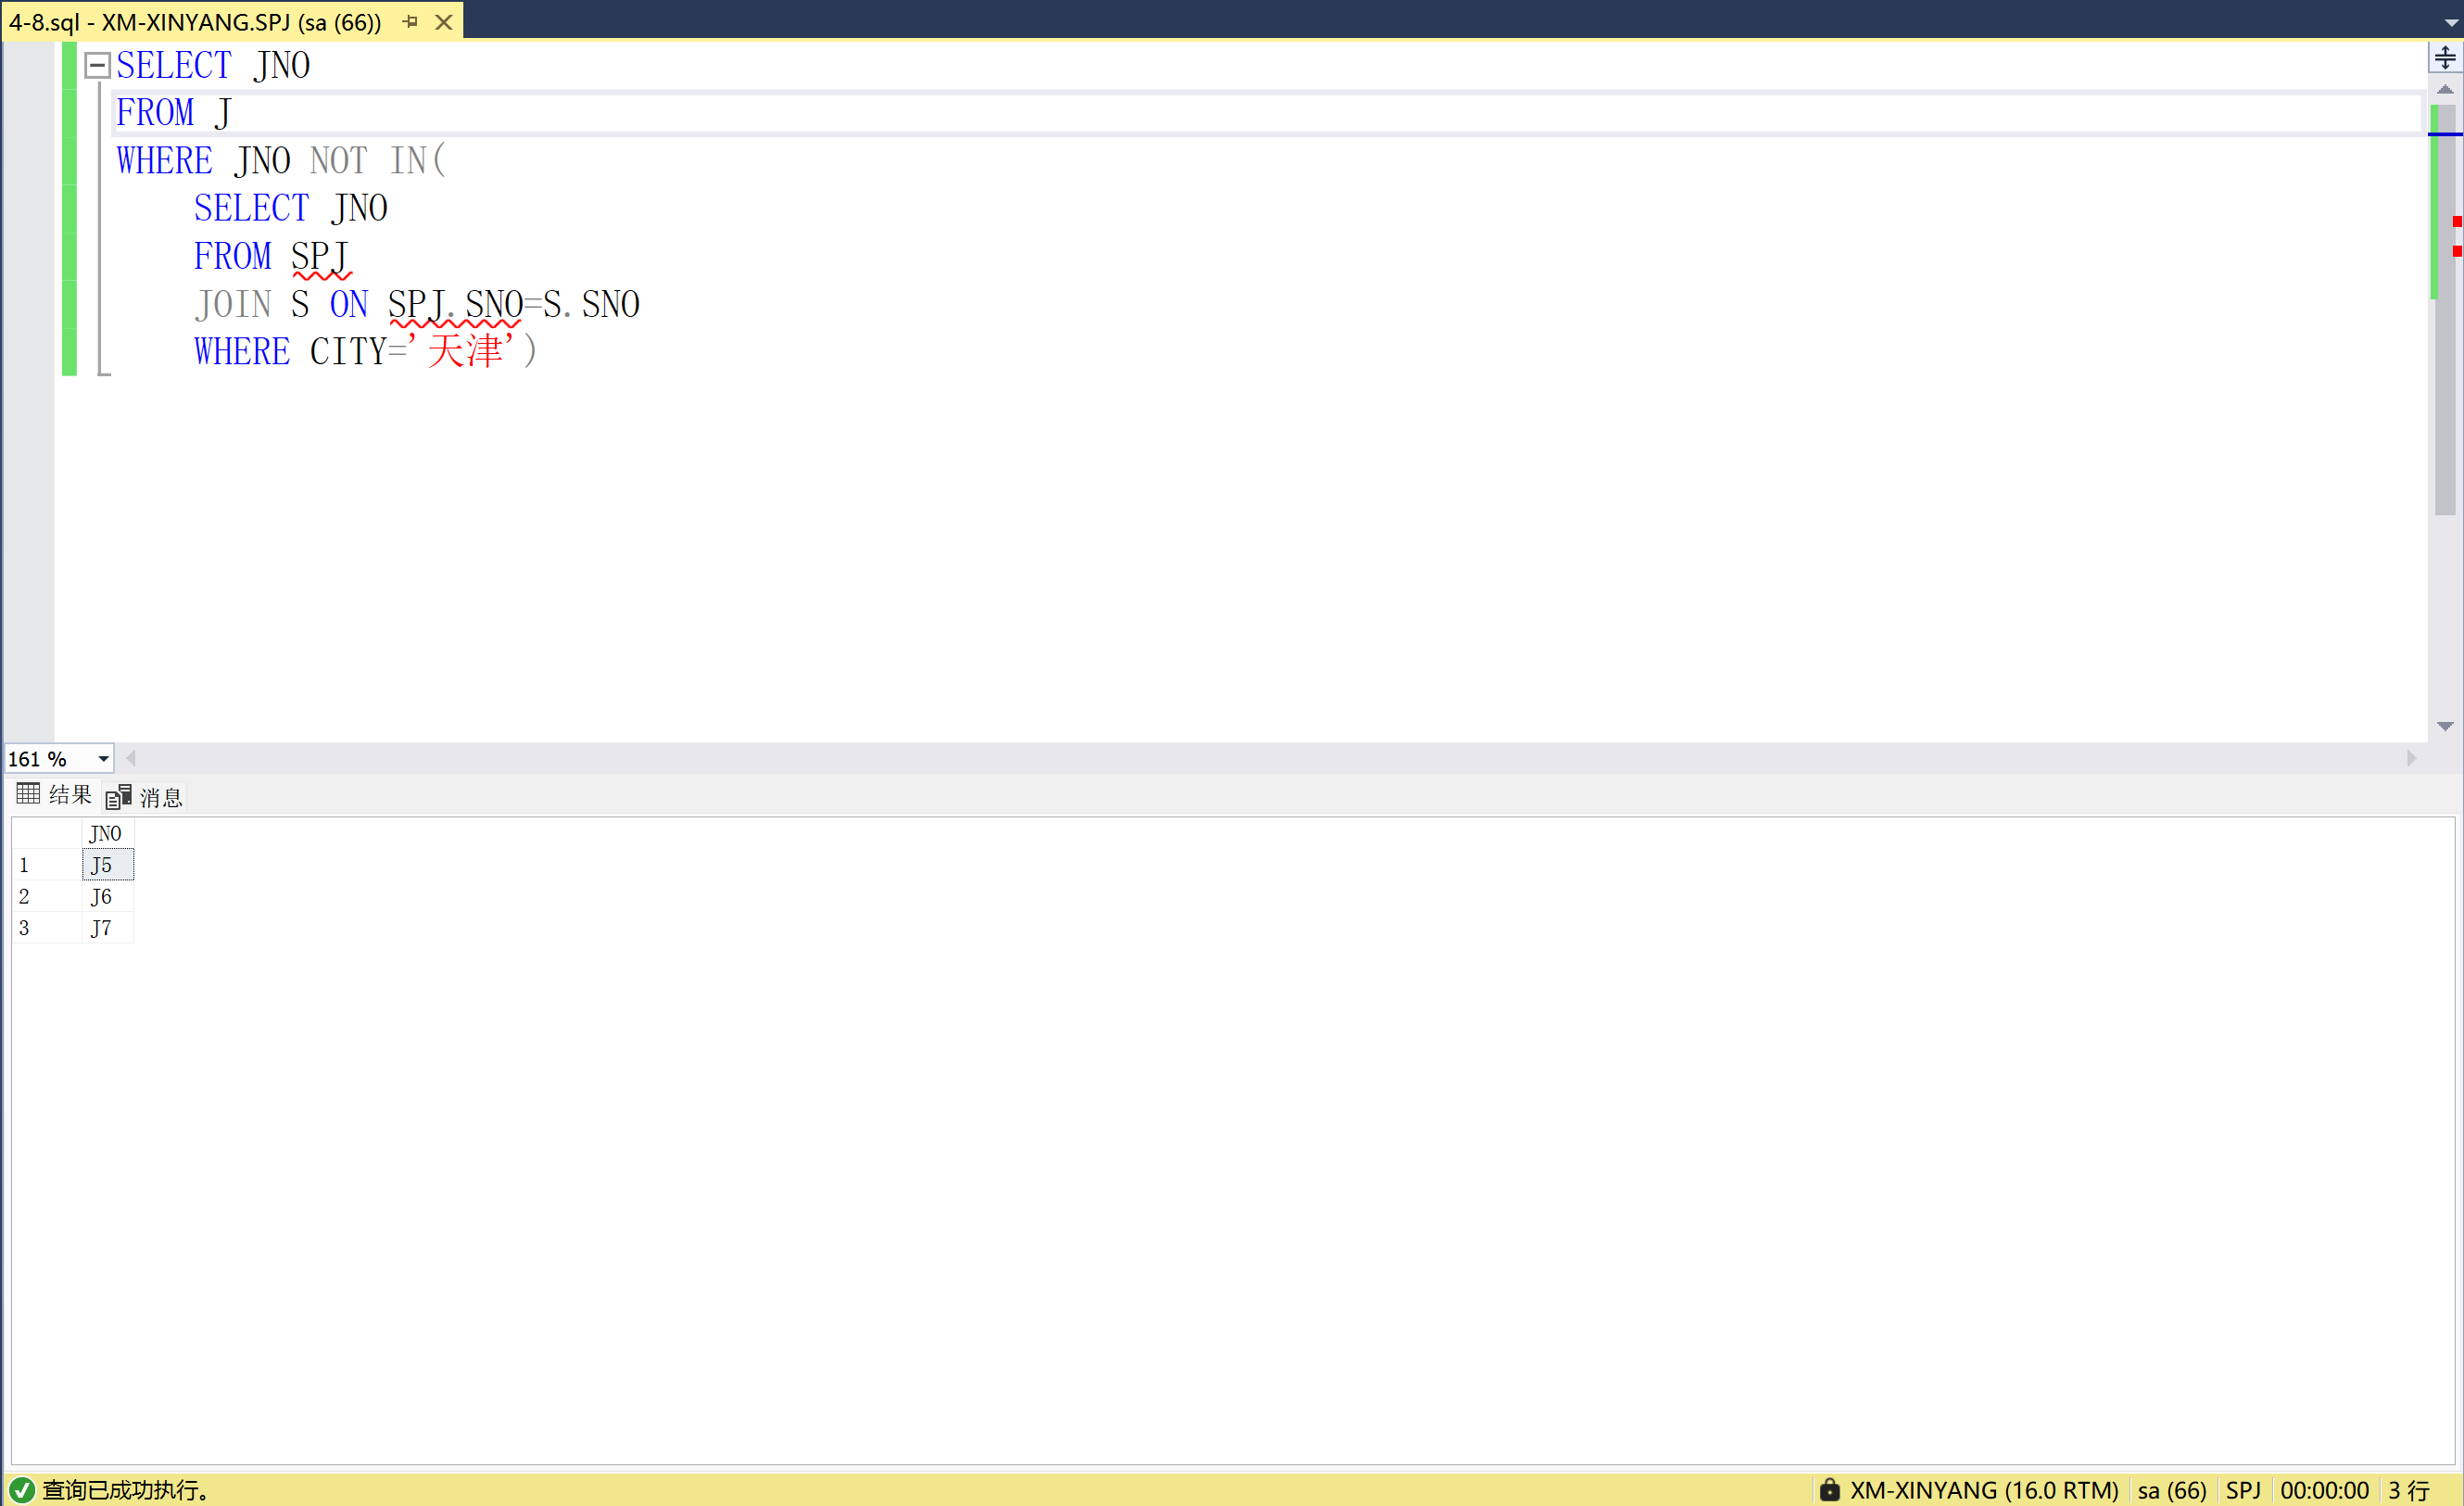 4-8.sql - XM-XINYANG.SPJ (sa (66))
SELECT JNO
FROM J
WHERE JNO NOT IN(
    SELECT JNO
    FROM SPJ
    JOIN S ON SPJ.SNO=S.SNO
    WHERE CITY='天津')
161 %
结果 消息
JNO
1 J5
2 J6
3 J7
查询已成功执行。 XM-XINYANG (16.0 RTM) sa (66) SPJ 00:00:00 3 行